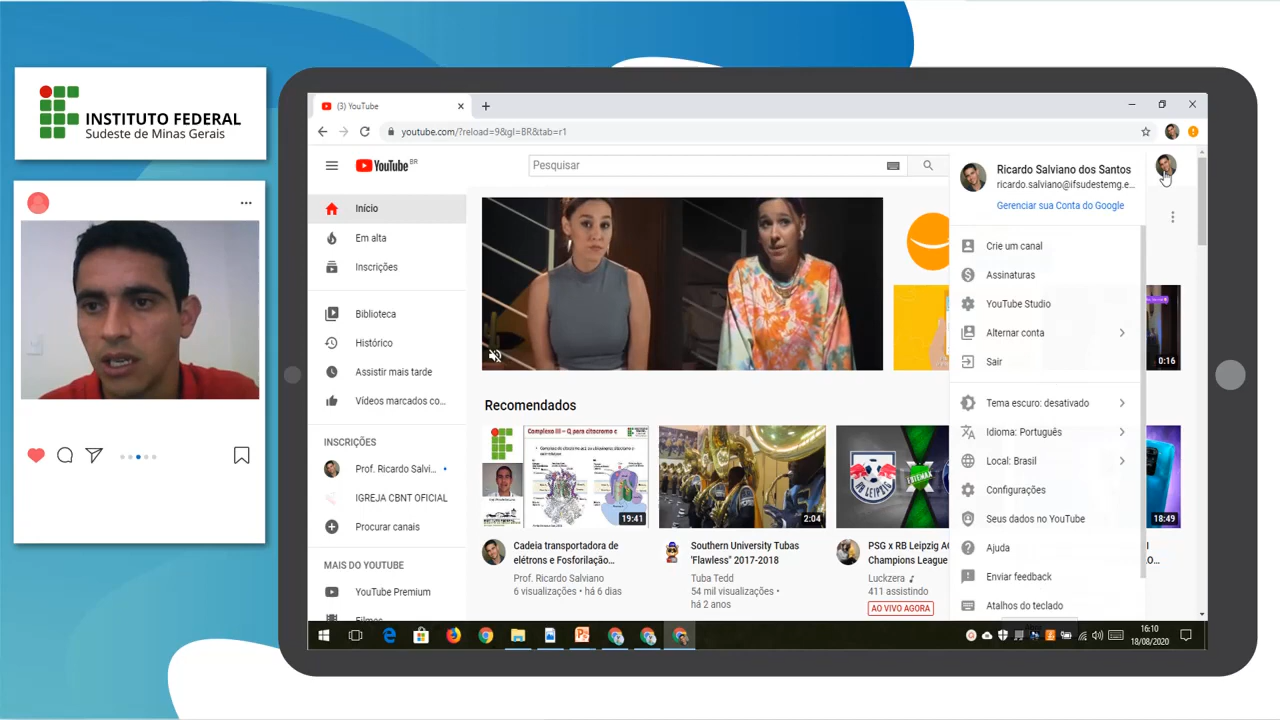 INSTITUTO FEDERAL
Sudeste de Minas Gerais
(3) YouTube
youtube.com/?reload=9&gl=BR&tab=r1
YouTube BR
Pesquisar
Início
Em alta
Inscrições
Biblioteca
Histórico
Assistir mais tarde
Vídeos marcados co...
INSCRIÇÕES
Prof. Ricardo Salvi...
IGREJA CBNT OFICIAL
Procurar canais
MAIS DO YOUTUBE
YouTube Premium
Filmes
Recomendados
Complexo III – Q para citocromo c
19:41
Cadeia transportadora de
elétrons e Fosforilação...
Prof. Ricardo Salviano
6 visualizações • há 6 dias
2:04
Southern University Tubas
'Flawless" 2017-2018
Tuba Tedd
54 mil visualizações •
há 2 anos
PSG x RB Leipzig AO
Champions League
Luckzera
411 assistindo
AO VIVO AGORA
0:16
18:49
Ricardo Salviano dos Santos
ricardo.salviano@ifsudestemg.e...
Gerenciar sua Conta do Google
Crie um canal
Assinaturas
YouTube Studio
Alternar conta
Sair
Tema escuro: desativado
Idioma: Português
Local: Brasil
Configurações
Seus dados no YouTube
Ajuda
Enviar feedback
Atalhos do teclado
16:10
18/08/2020